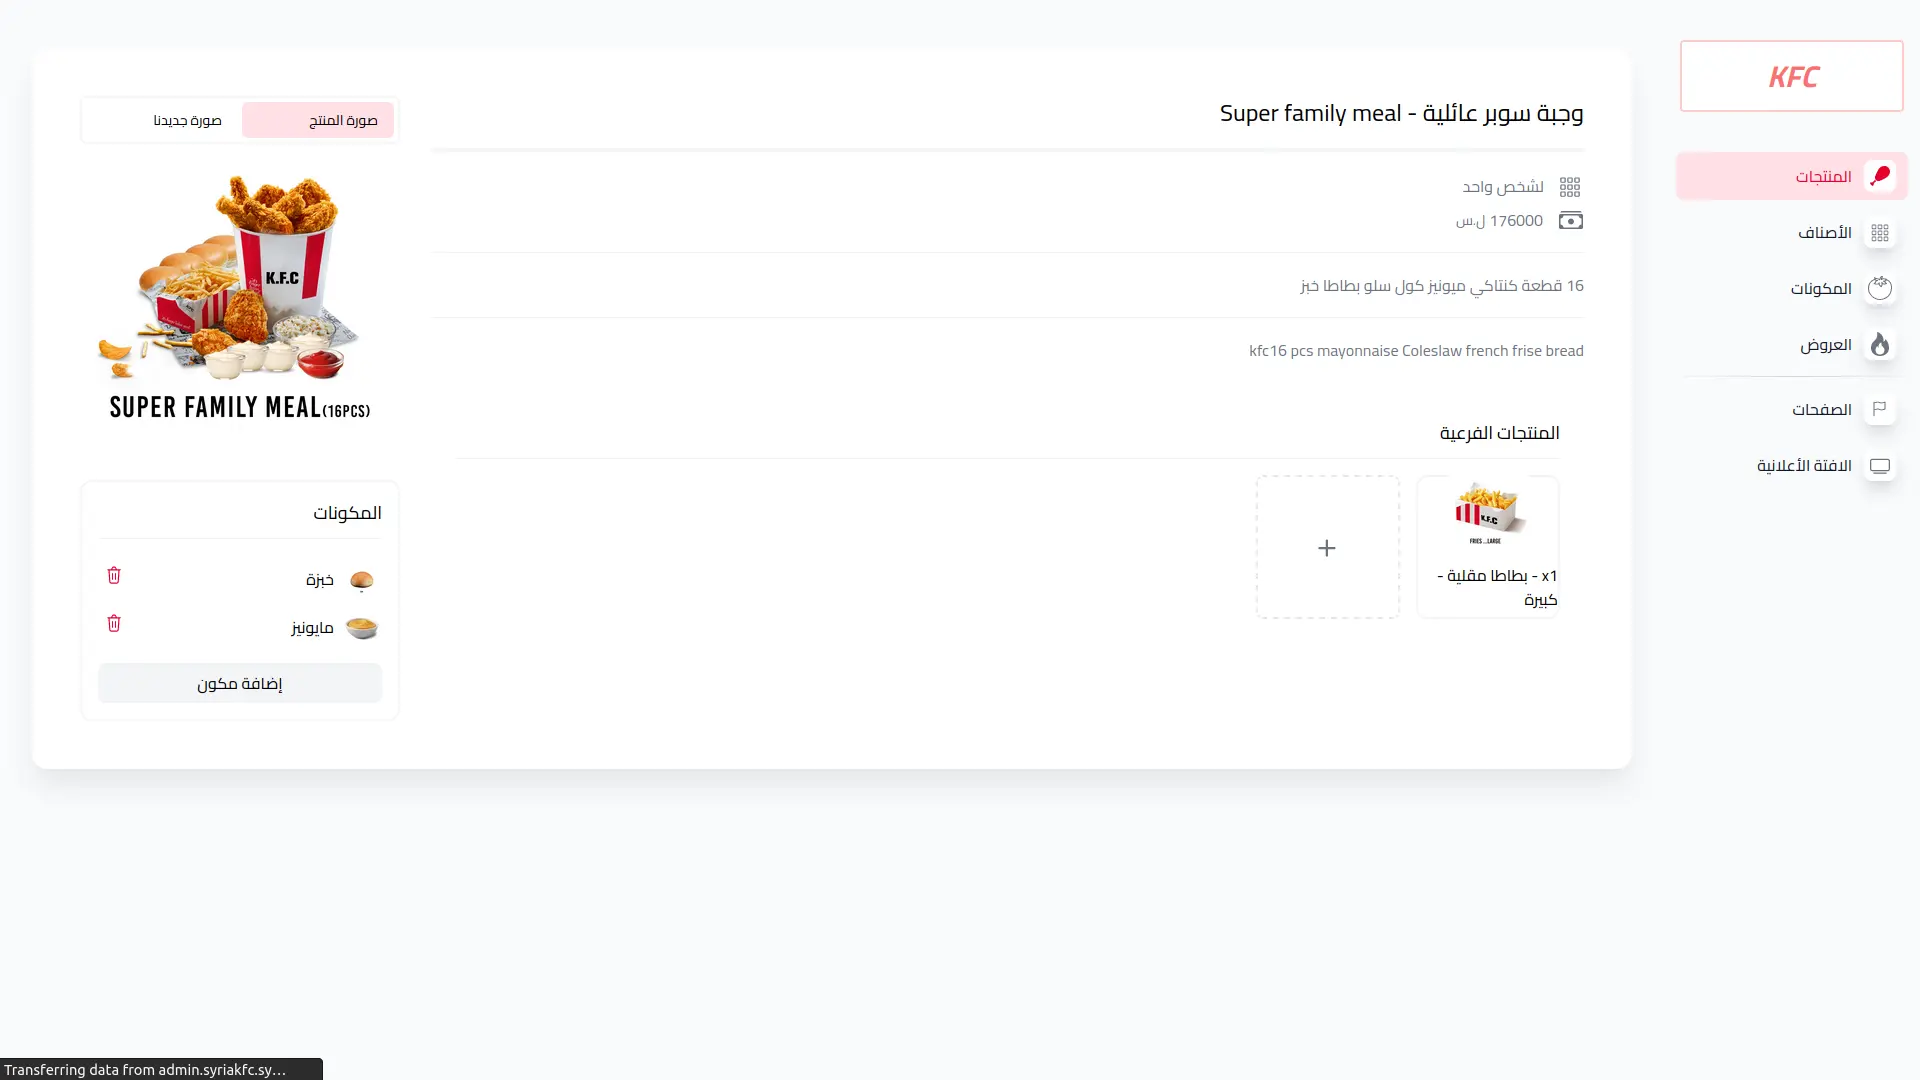 KFC
المنتجات
الأصناف
المكونات
العروض
الصفحات
الافتة الأعلانية
وجبة سوبر عائلية - Super family meal
لشخص واحد
176000 ل.س
16 قطعة كنتاكي ميونيز كول سلو بطاطا خبز
kfc16 pcs mayonnaise Coleslaw french frise bread
المنتجات الفرعية
K.F.C
FRIES ...LARGE
x1 - بطاطا مقلية -
كبيرة
+
صورة المنتج
صورة جديدنا
K.F.C
SUPER FAMILY MEAL(16PCS)
المكونات
خبزة
مايونيز
إضافة مكون
Transferring data from admin.syriakfc.sy...